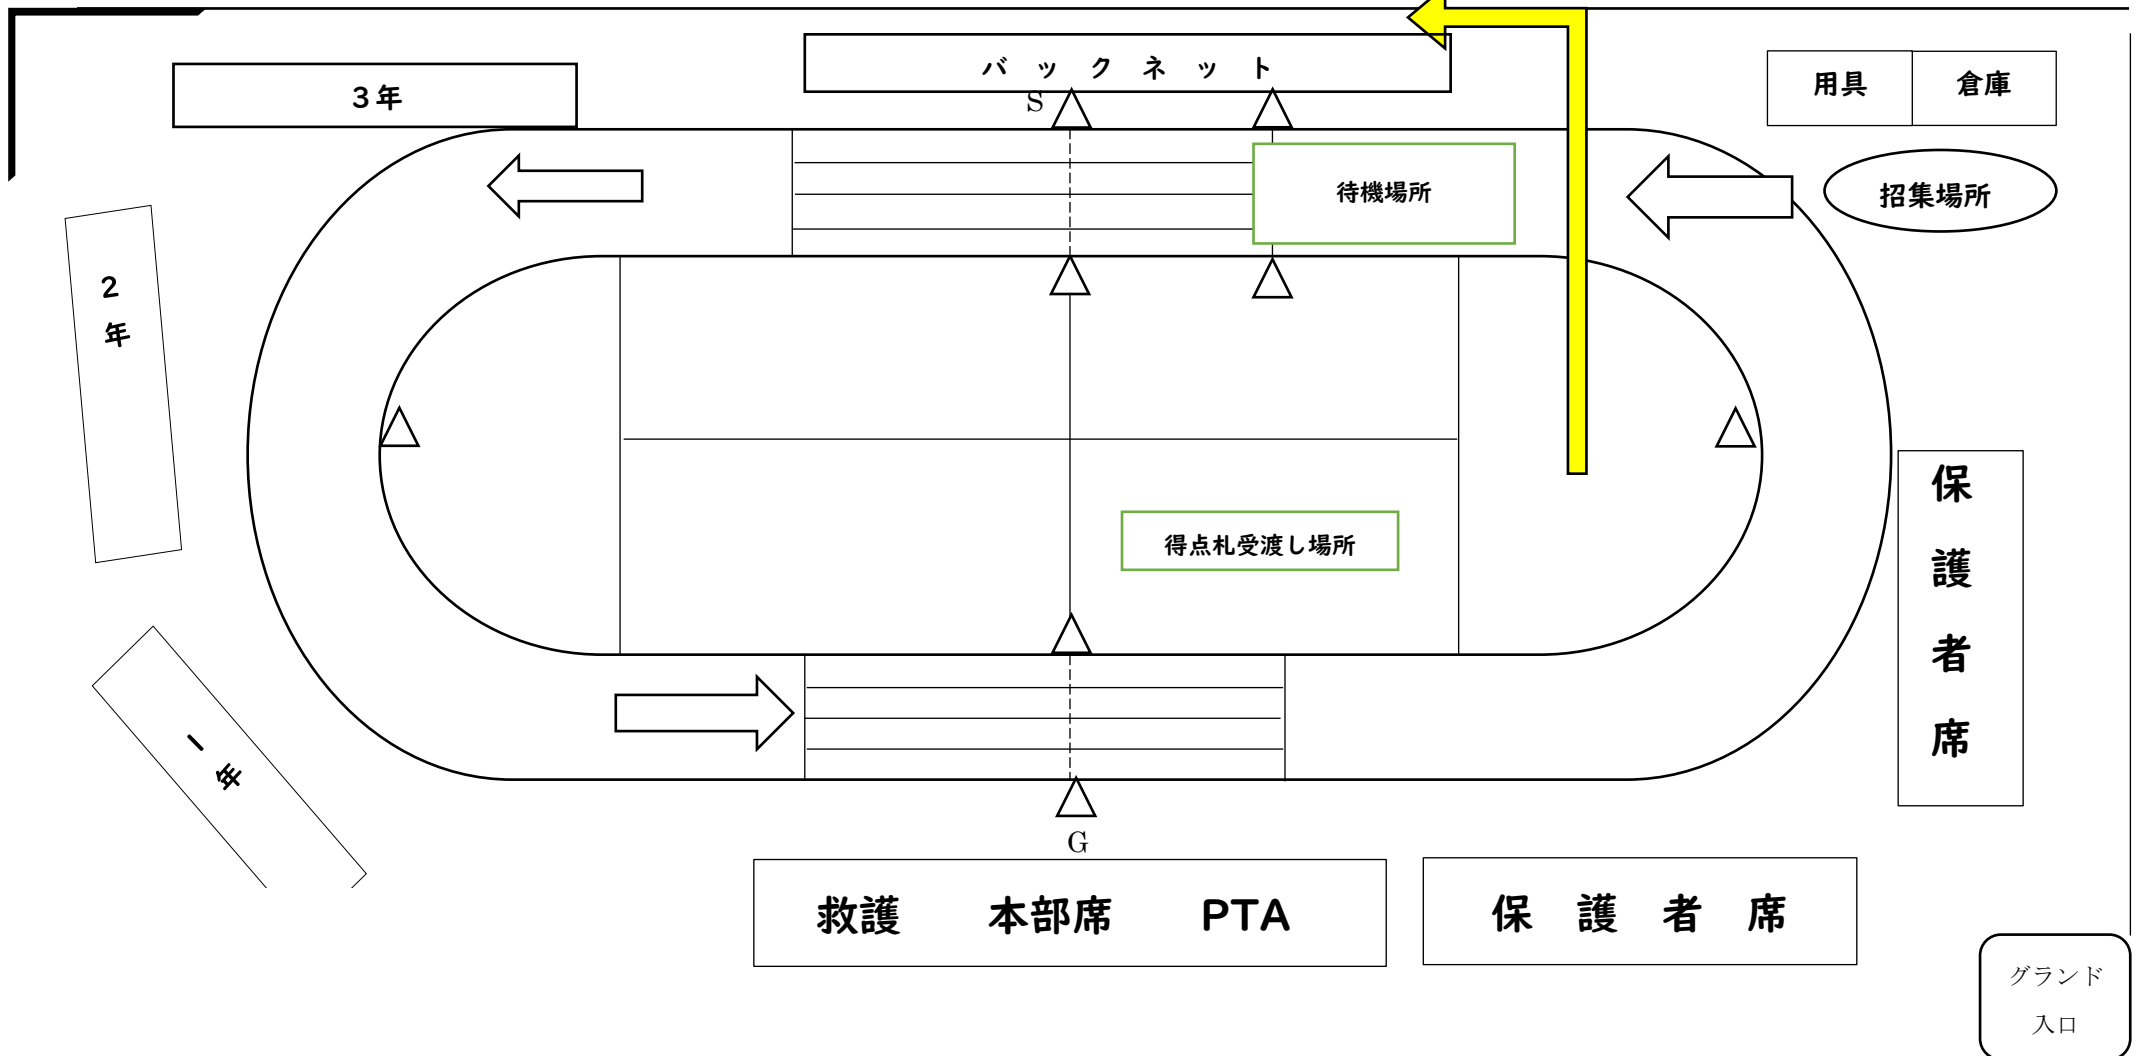 バックネット
3年
用具
倉庫
S
待機場所
招集場所
2年
得点札受渡し場所
保護者席
1年
G
救護 本部席 PTA
保護者席
グランド
入口